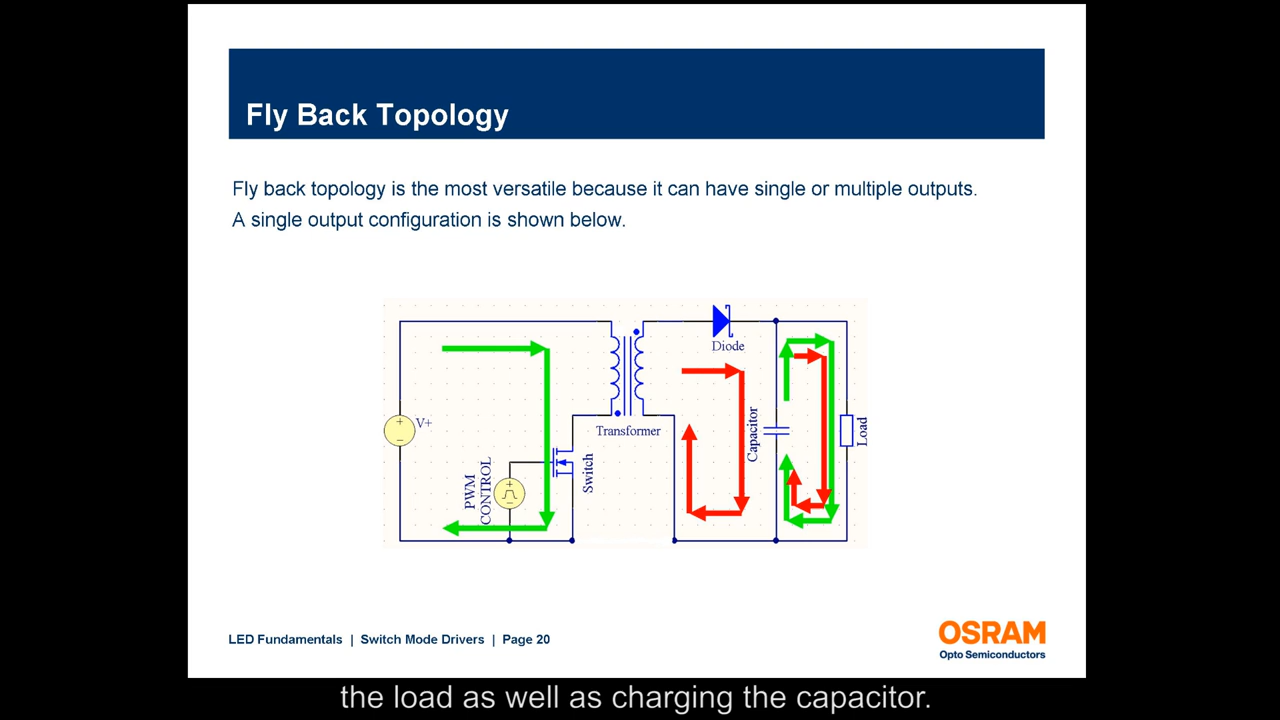 Fly Back Topology
Fly back topology is the most versatile because it can have single or multiple outputs.
A single output configuration is shown below.
Diode
V+
Transformer
Capacitor
Load
Switch
PWM
CONTROL
LED Fundamentals | Switch Mode Drivers | Page 20
OSRAM
Opto Semiconductors
the load as well as charging the capacitor.